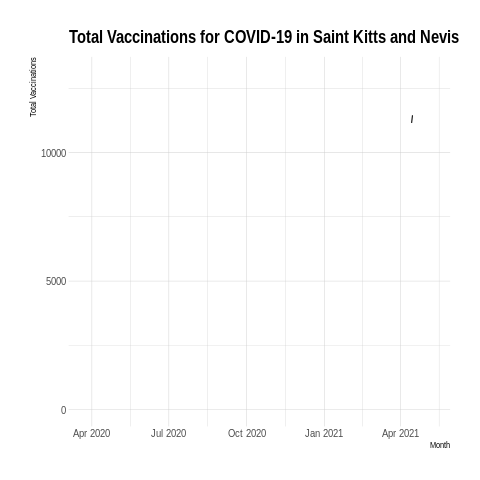 Total Vaccinations for COVID-19 in Saint Kitts and Nevis
Total Vaccinations
10000
5000
0
Apr 2020
Jul 2020
Oct 2020
Jan 2021
Apr 2021
Month